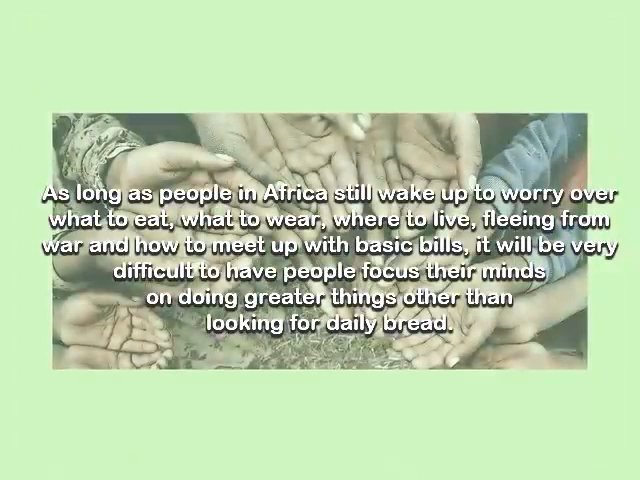 As long as people in Africa still wake up to worry over
what to eat, what to wear, where to live, fleeing from
war and how to meet up with basic bills, it will be very
difficult to have people focus their minds
on doing greater things other than
looking for daily bread.